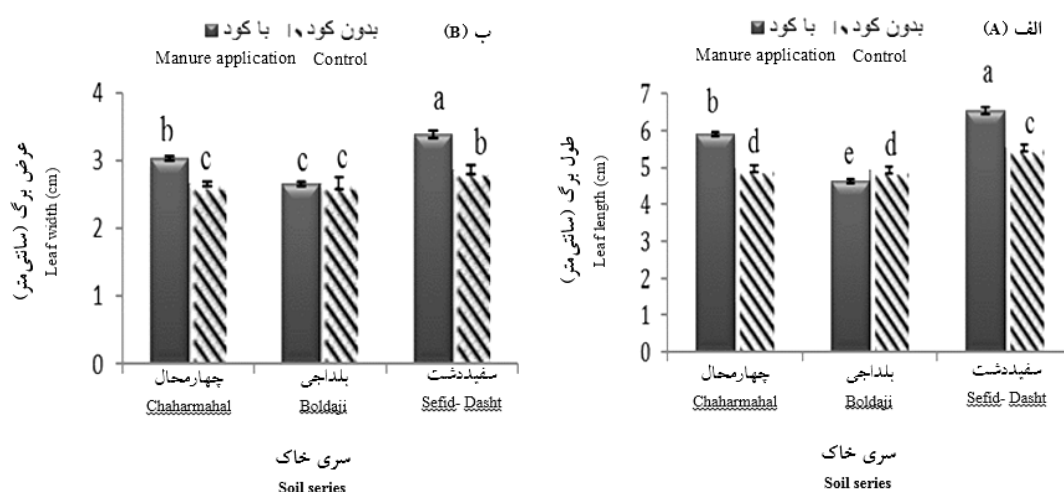 الف (A)
با کود بدون کود
Manure application Control
طول برگ (سانتی‌متر)
Leaf length (cm)
7
6
5
4
3
2
1
0
b
d
e
d
a
c
چهارمحال بلداجی سفیددشت
Chaharmahal Boldaji Sefid- Dasht
سری خاک
Soil series
ب (B)
با کود بدون کود
Manure application Control
عرض برگ (سانتی‌متر)
Leaf width (cm)
4
3
2
1
0
b
c
c
c
a
b
چهارمحال بلداجی سفیددشت
Chaharmahal Boldaji Sefid- Dasht
سری خاک
Soil series